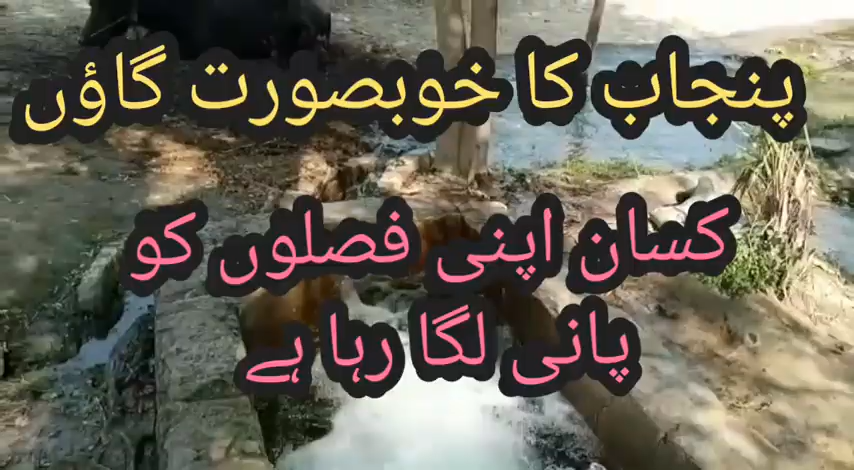 پنجاب کا خوبصورت گاؤں
کسان اپنی فصلوں کو
پانی لگا رہا ہے